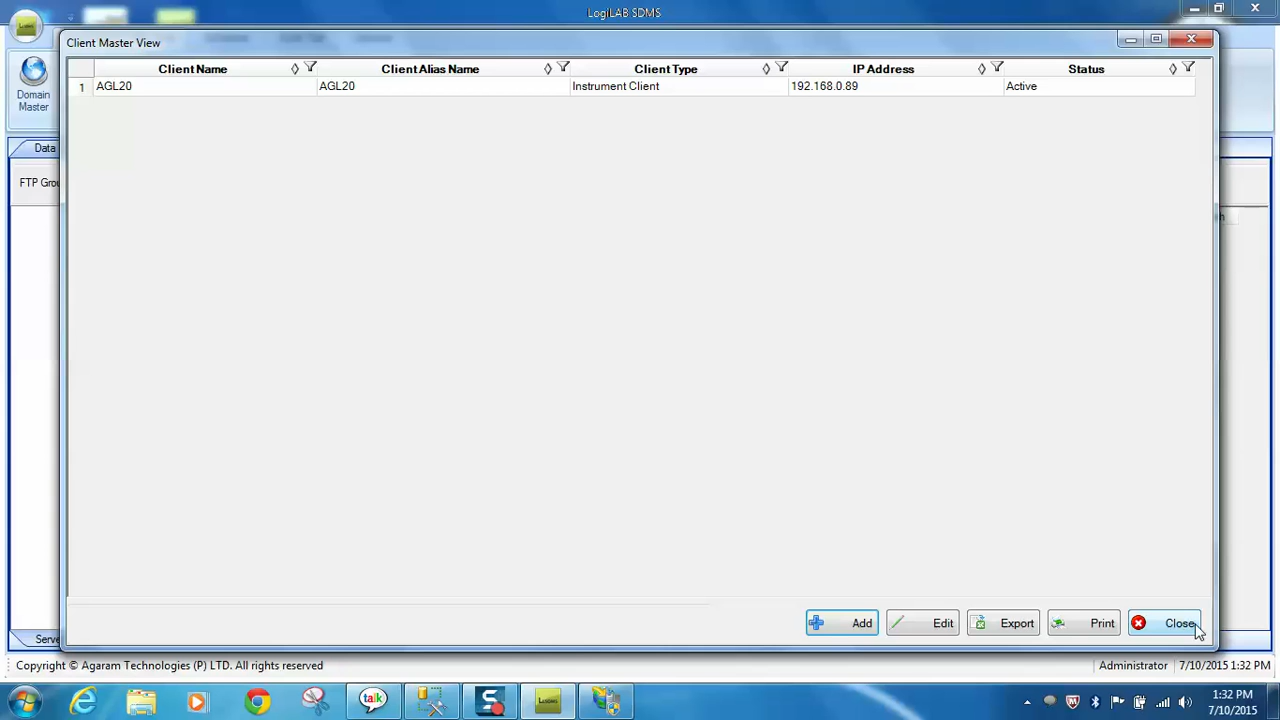 LogiLAB SDMS
Client Master View
Client Name Client Alias Name Client Type IP Address Status
1 AGL20 AGL20 Instrument Client 192.168.0.89 Active
Domain
Master
Data
FTP Grou
Add Edit Export Print Close
Serve
Copyright © Agaram Technologies (P) LTD. All rights reserved Administrator 7/10/2015 1:32 PM
talk
S
1:32 PM
7/10/2015